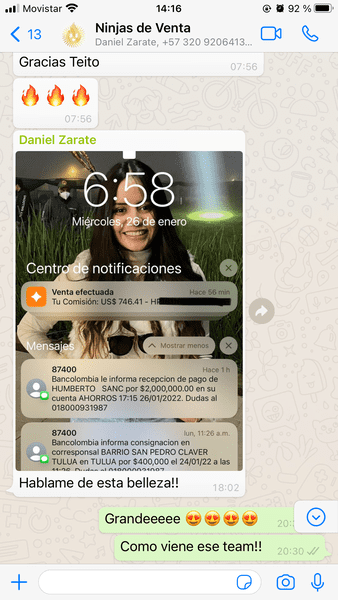 Movistar
14:16
92 %
13
Ninjas de Venta
Daniel Zarate, +57 320 9206413...
Gracias Teito
07:56
🔥🔥🔥
07:56
Daniel Zarate
6:58
Miércoles, 26 de enero
Centro de notificaciones
Venta efectuada
Hace 56 min
Tu Comisión: US$ 746.41 -
Mensajes
Mostrar menos
87400
Hace 1 h
Bancolombia le informa recepcion de pago de
HUMBERTO SANC por $2,000,000.00 en su
cuenta AHORROS 17:15 26/01/2022. Dudas al
018000931987
87400
lun, 11:26 a.m.
Bancolombia informa consignacion en
corresponsal BARRIO SAN PEDRO CLAVER
TULUA en TULUA por $400,000 el 24/01/22 a las
11:26. Dudas
Hablame de esta belleza!!
18:02
Grandeeeee 😍😍😍😍
Como viene ese team!!
20:30